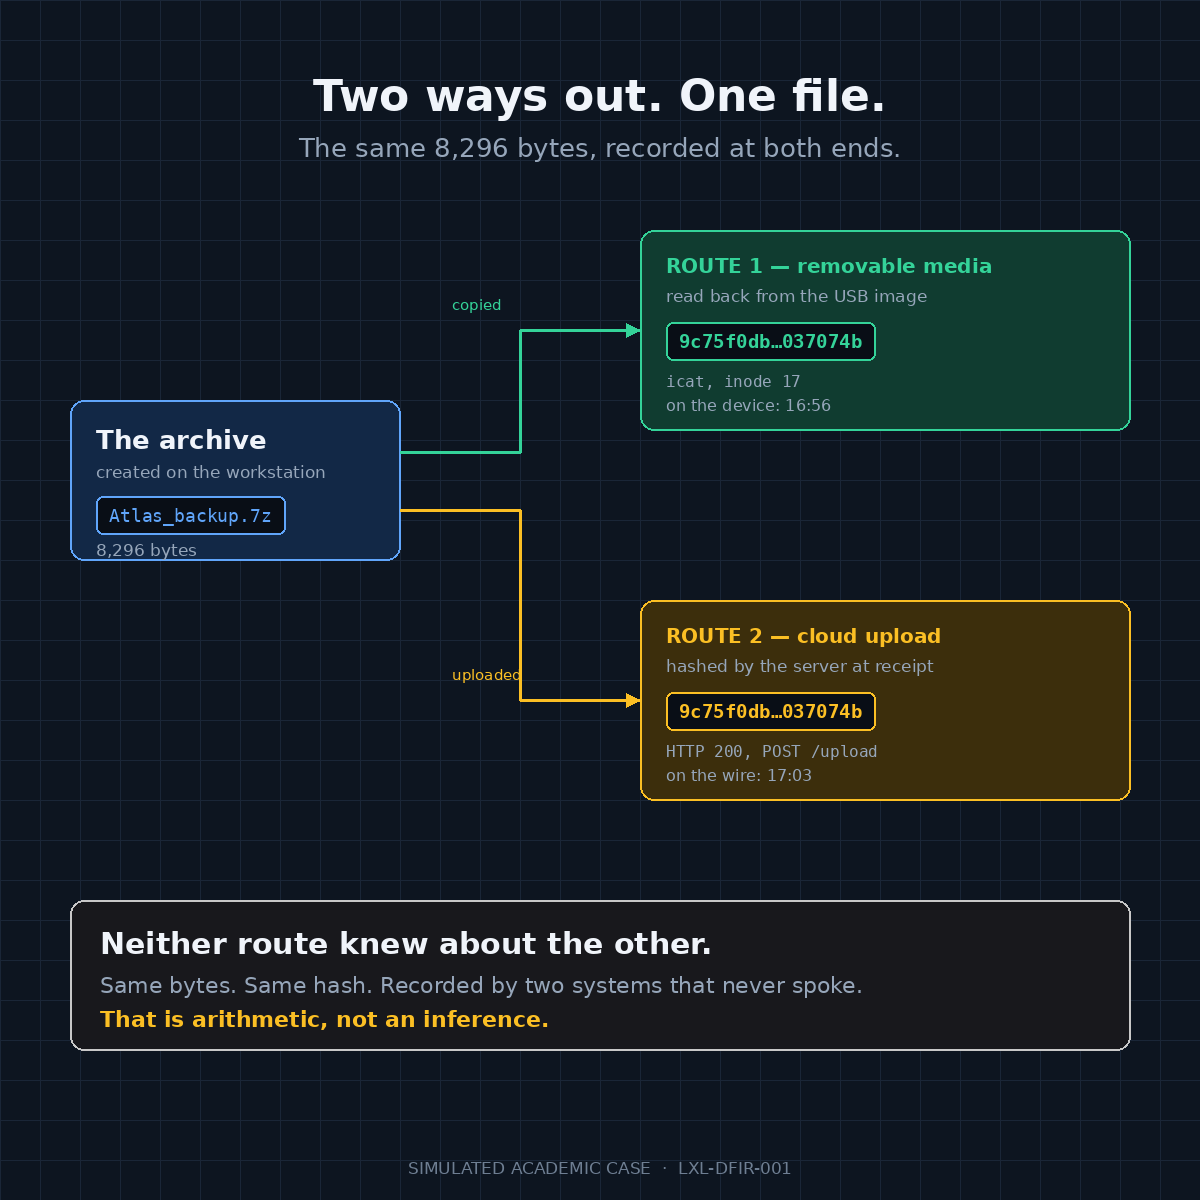 Two ways out. One file.
The same 8,296 bytes, recorded at both ends.
ROUTE 1 — removable media
read back from the USB image
9c75f0db…037074b
icat, inode 17
on the device: 16:56
copied
The archive
created on the workstation
Atlas_backup.7z
8,296 bytes
uploaded
ROUTE 2 — cloud upload
hashed by the server at receipt
9c75f0db…037074b
HTTP 200, POST /upload
on the wire: 17:03
Neither route knew about the other.
Same bytes. Same hash. Recorded by two systems that never spoke.
That is arithmetic, not an inference.
SIMULATED ACADEMIC CASE · LXL-DFIR-001